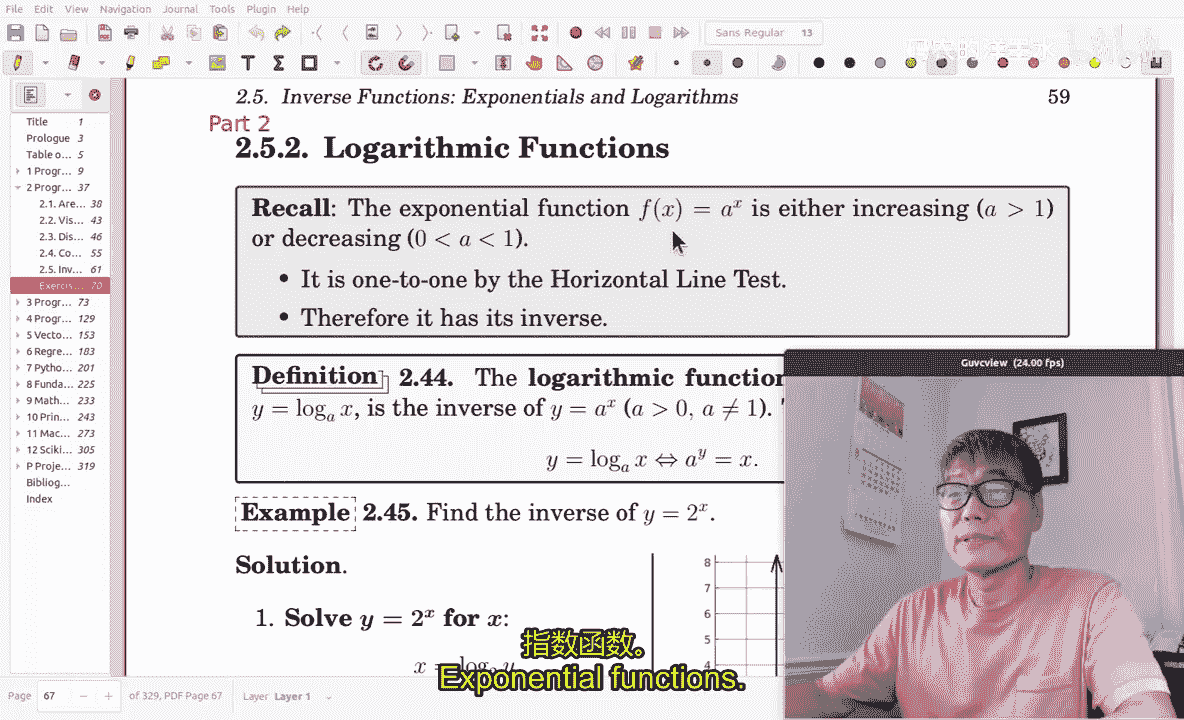 File Edit View Navigation Journal Tools Plugin Help
Sans Regular 13
2.5. Inverse Functions: Exponentials and Logarithms 59
Part 2
2.5.2. Logarithmic Functions
Recall: The exponential function f(x) = a^x is either increasing (a > 1)
or decreasing (0 < a < 1).
• It is one-to-one by the Horizontal Line Test.
• Therefore it has its inverse.
Definition 2.44. The logarithmic function
y = log_a x, is the inverse of y = a^x (a > 0, a ≠ 1).
y = log_a x ⇔ a^y = x.
Example 2.45. Find the inverse of y = 2^x.
Solution.
1. Solve y = 2^x for x:
8
7
6
5
4
Title 1
Prologue 3
Table o... 5
1 Progr... 9
2 Progr... 37
2.1. Are... 38
2.2. Vis... 43
2.3. Dis... 46
2.4. Co... 55
2.5. Inv... 61
Exercis... 70
3 Progr... 73
4 Progr... 129
5 Vecto... 153
6 Regre... 183
7 Pytho... 201
8 Funda... 225
9 Math... 233
10 Prin... 243
11 Mac... 273
12 Sciki... 305
P Proje... 319
Bibliog...
Index
Guvcview (24.00 fps)
指数函数。
Exponential functions.
Page 67 of 329, PDF Page 67 Layer Layer 1